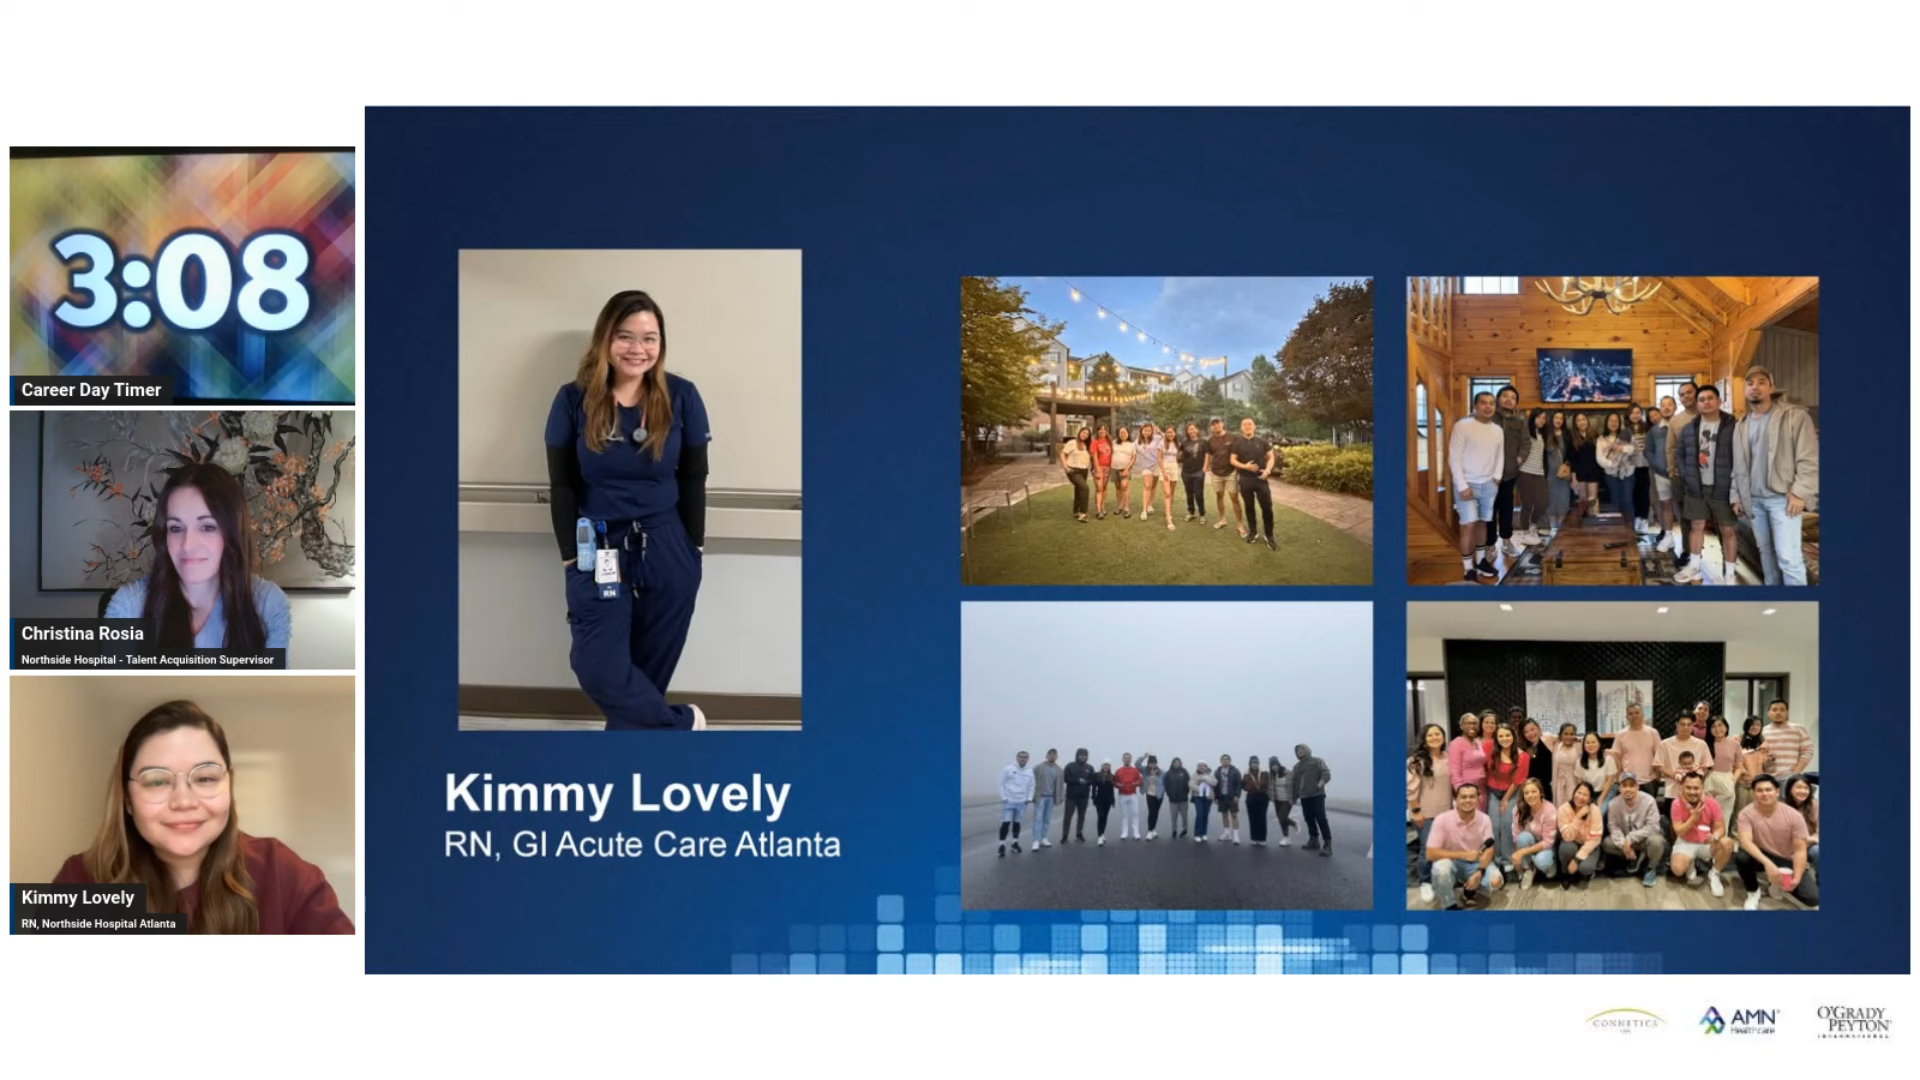 3:08
Career Day Timer
Christina Rosia
Northside Hospital - Talent Acquisition Supervisor
Kimmy Lovely
RN, Northside Hospital Atlanta
RN
Kimmy Lovely
RN, GI Acute Care Atlanta
CONNETICS
AMN
Healthcare
O'GRADY
PEYTON
INTERNATIONAL